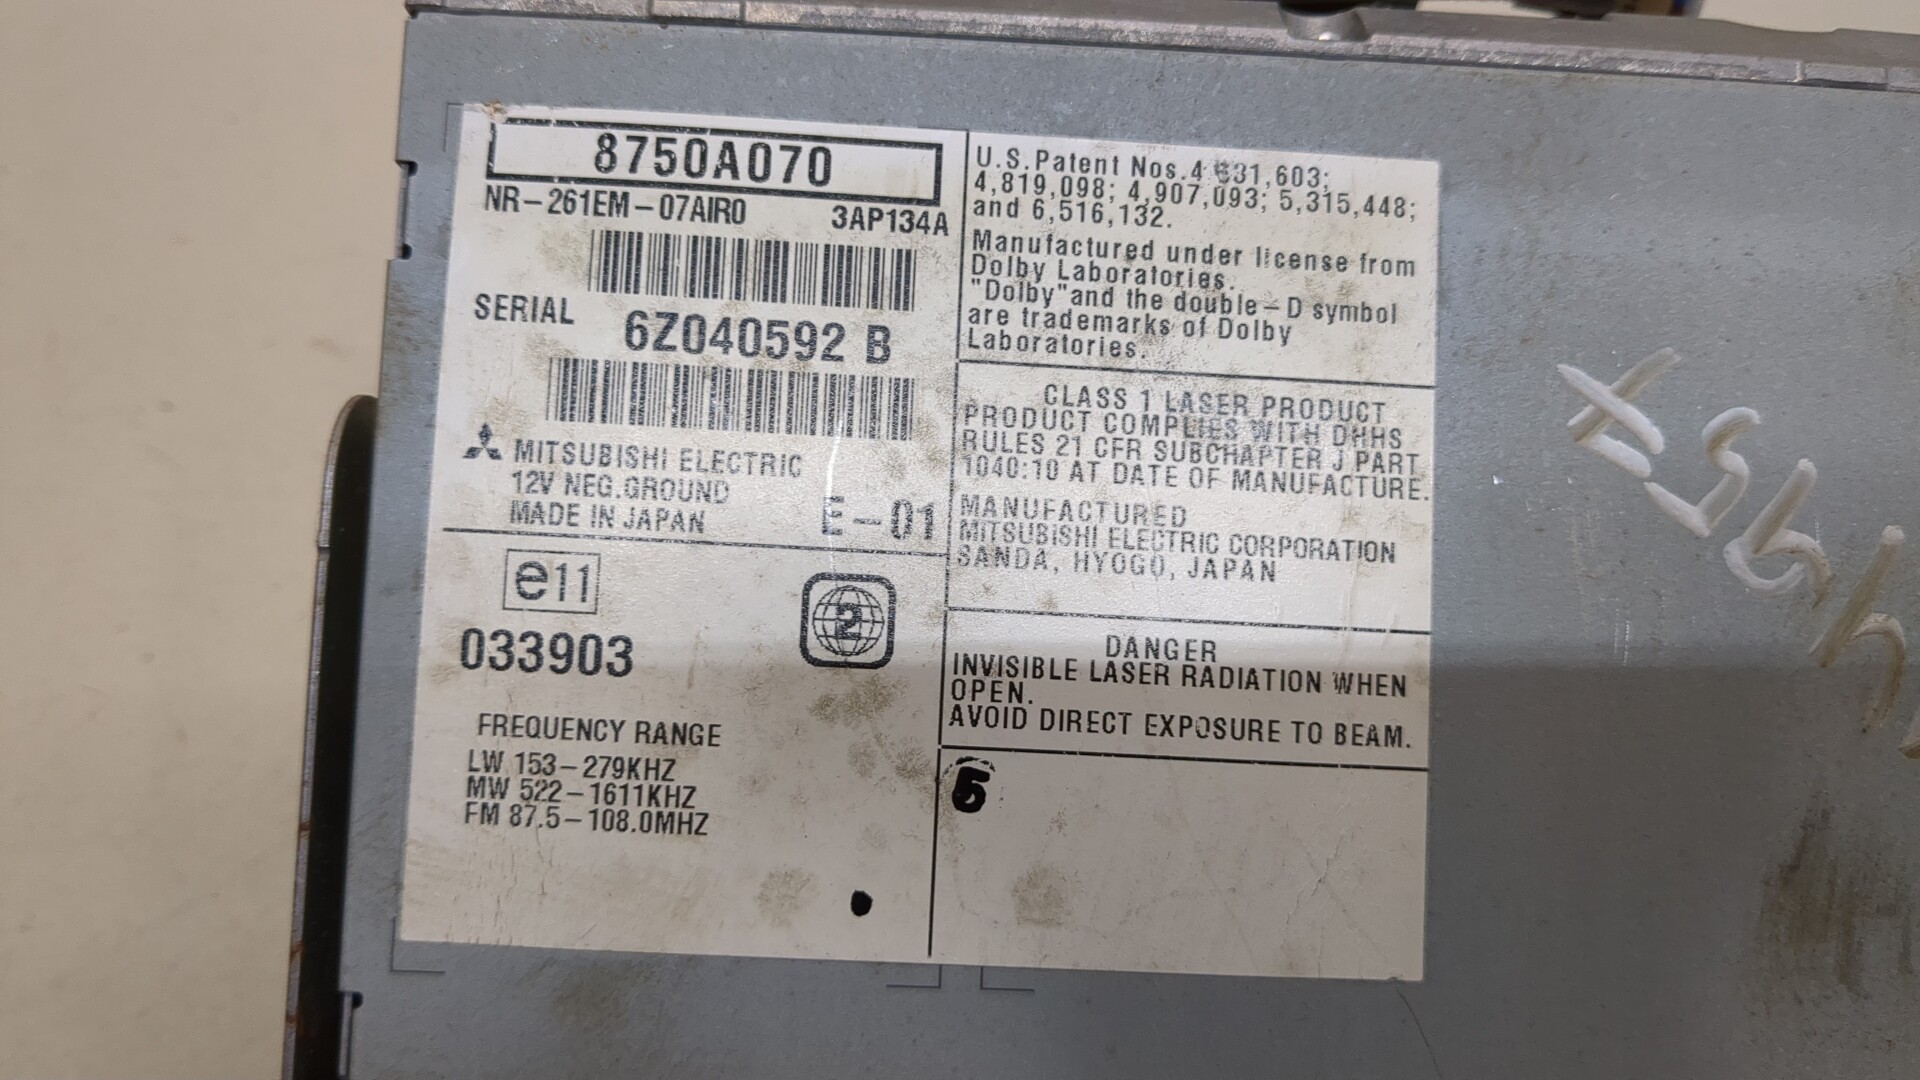 8750A070
NR-261EM-07AIR0
3AP134A
SERIAL
6Z040592 B
MITSUBISHI ELECTRIC
12V NEG.GROUND
MADE IN JAPAN
E-01
e11
2
033903
FREQUENCY RANGE
LW 153-279KHZ
MW 522-1611KHZ
FM 87.5-108.0MHZ
U.S.Patent Nos.4,831,603;
4,819,098; 4,907,093; 5,315,448;
and 6,516,132.
Manufactured under license from
Dolby Laboratories.
"Dolby"and the double-D symbol
are trademarks of Dolby
Laboratories.
CLASS 1 LASER PRODUCT
PRODUCT COMPLIES WITH DHHS
RULES 21 CFR SUBCHAPTER J PART
1040:10 AT DATE OF MANUFACTURE.
MANUFACTURED
MITSUBISHI ELECTRIC CORPORATION
SANDA, HYOGO, JAPAN
DANGER
INVISIBLE LASER RADIATION WHEN
OPEN.
AVOID DIRECT EXPOSURE TO BEAM.
5